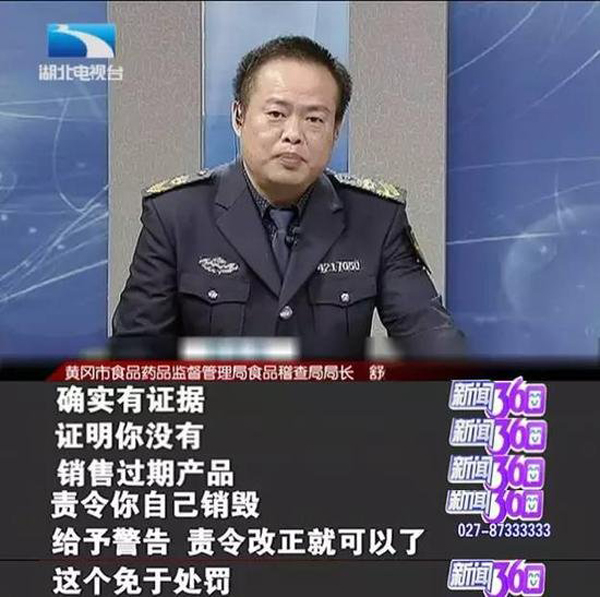 湖北电视台
4217050
黄冈市食品药品监督管理局食品稽查局局长 舒
确实有证据
新闻360
证明你没有
新闻360
销售过期产品
新闻360
责令你自己销毁
新闻360
027-87333333
给予警告 责令改正就可以了
这个免于处罚
新闻360